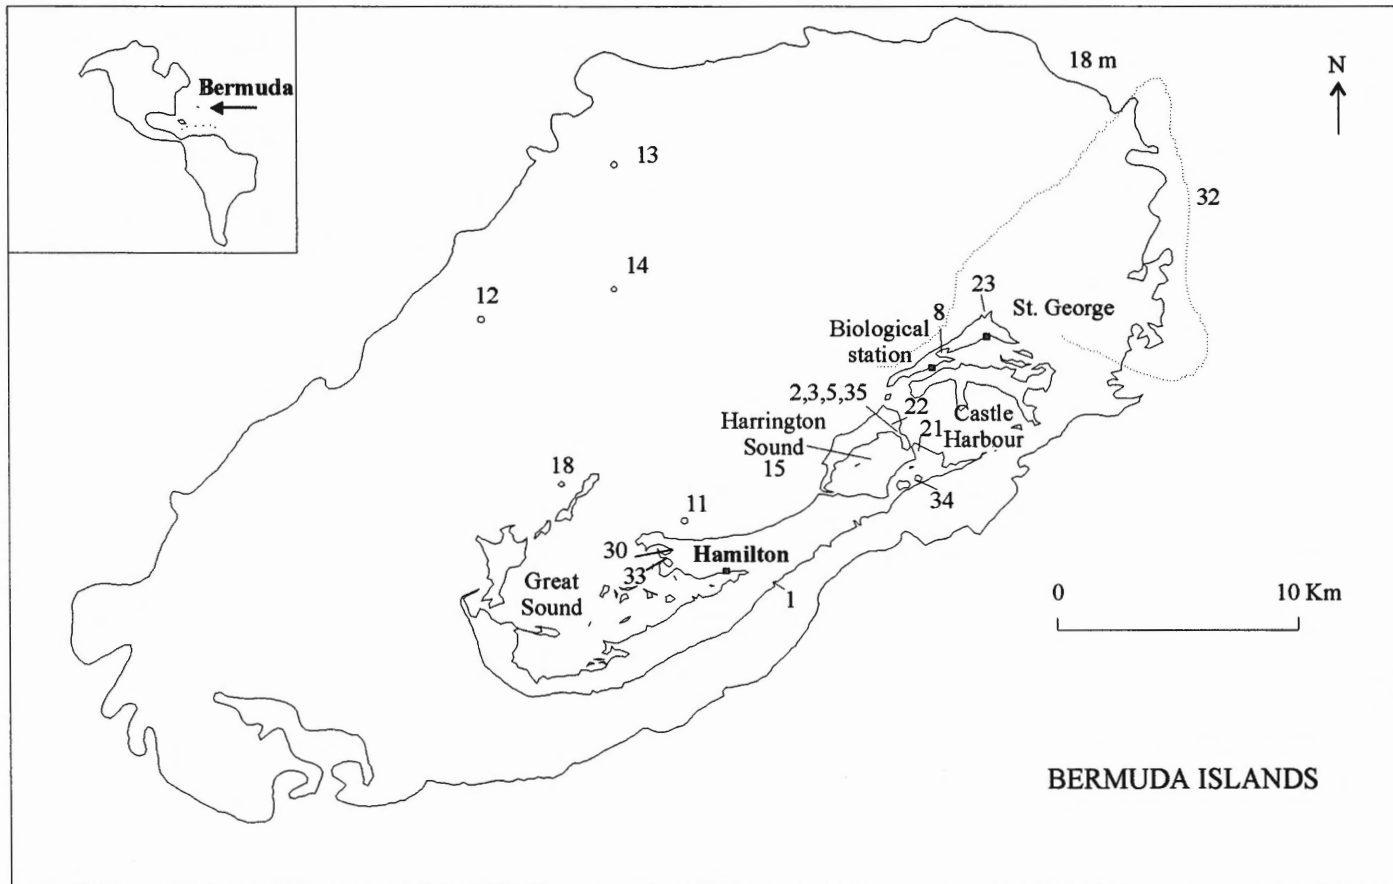 Bermuda
18 m
N
13
32
14
12
23
St. George
8
Biological
station
2,3,5,35
22
Castle
Harbour
Harrington
Sound
21
15
18
34
11
30
Hamilton
33
Great
Sound
1
0
10 Km
BERMUDA ISLANDS